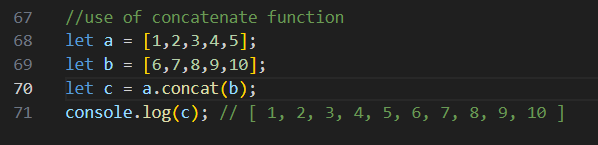 67 //use of concatenate function
68 let a = [1,2,3,4,5];
69 let b = [6,7,8,9,10];
70 let c = a.concat(b);
71 console.log(c); // [ 1, 2, 3, 4, 5, 6, 7, 8, 9, 10 ]